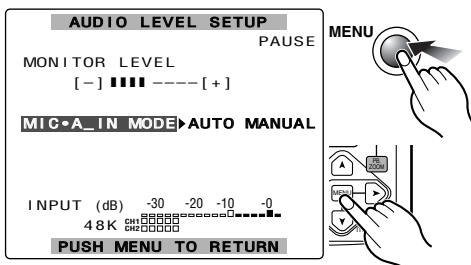 AUDIO LEVEL SETUP
PAUSE
MENU
MONITOR LEVEL
[-] ▮▮▮▮ ---- [+]
MIC•A_IN MODE▶AUTO MANUAL
PB.
ZOOM
MENU
INPUT (dB) -30 -20 -10 -0
48K CH1
CH2
PUSH MENU TO RETURN